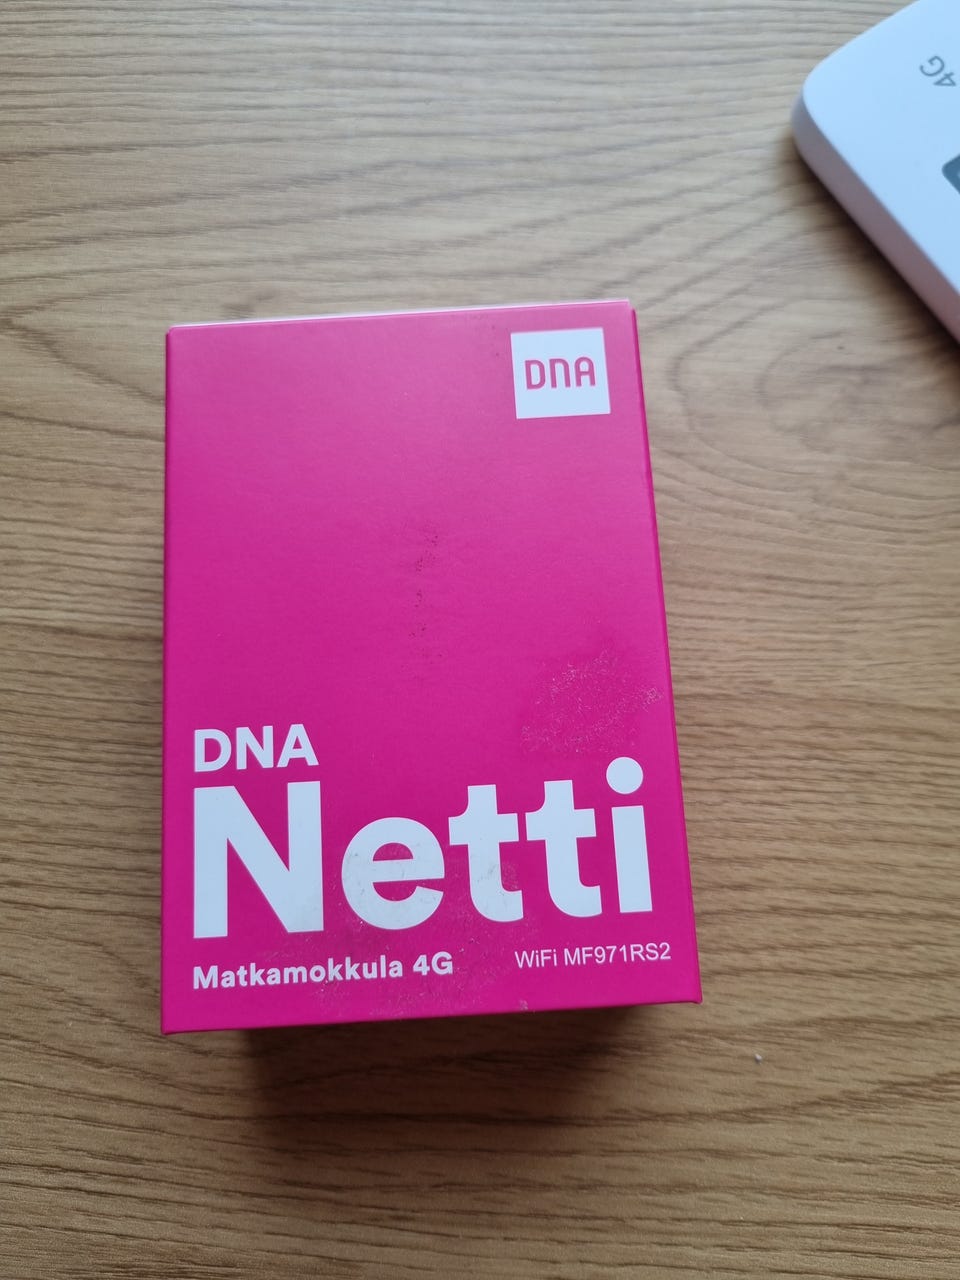 4G
DNA
DNA
Netti
Matkamokkula 4G
WiFi MF971RS2